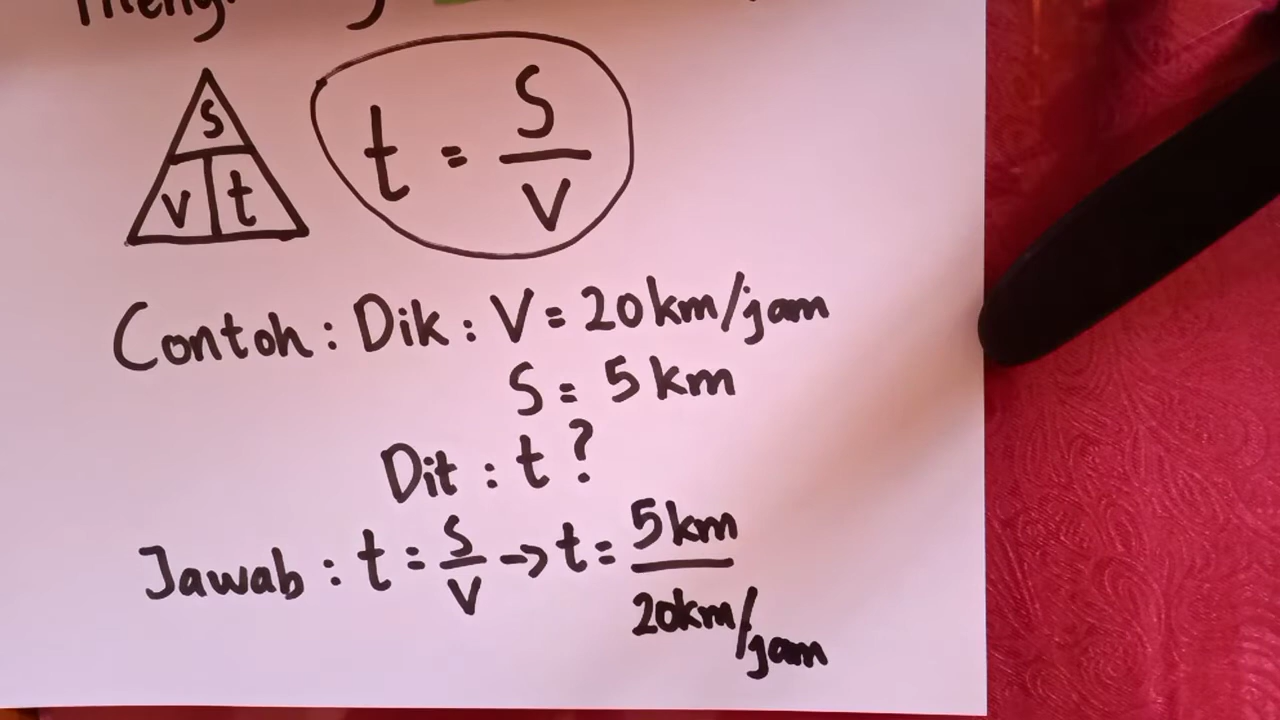 S
V t
t = S/V
Contoh : Dik : V = 20 km/jam
S = 5 km
Dit : t ?
Jawab : t = S/V → t = 5 km/20 km/jam